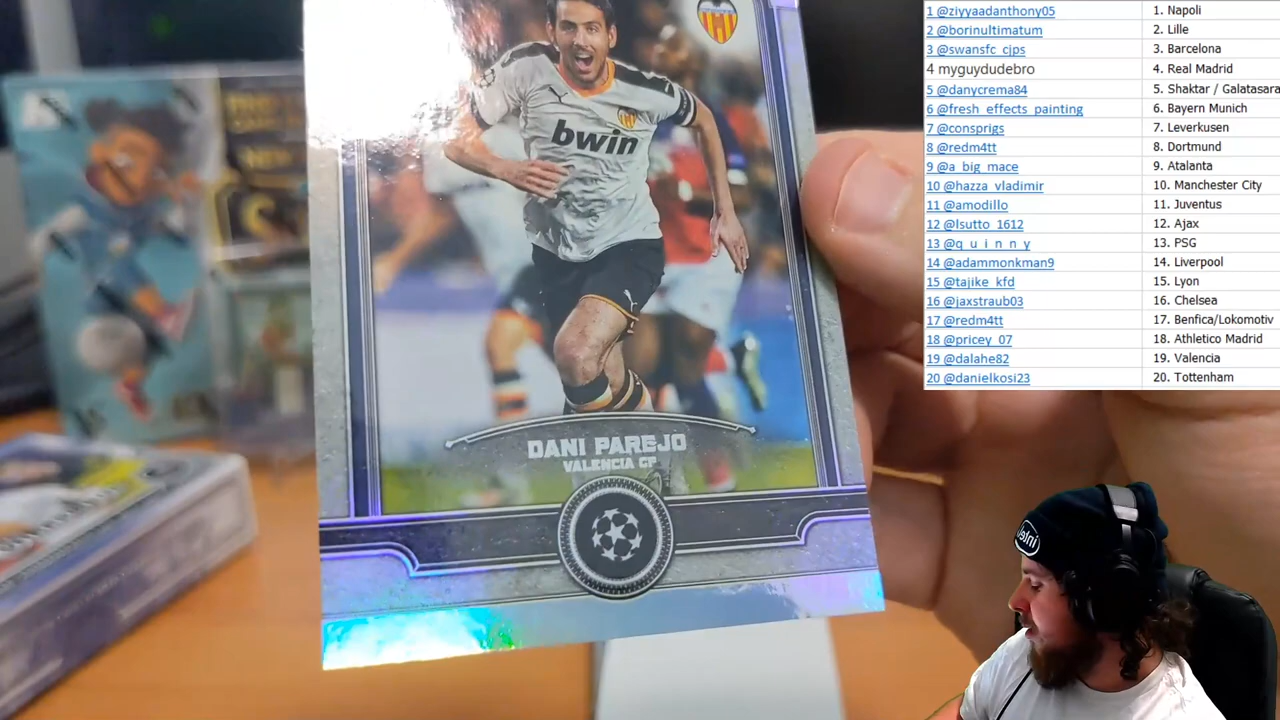 bwin
DANI PAREJO
VALENCIA CF
1 @ziyyaadanthony05 1. Napoli
2 @borinultimatum 2. Lille
3 @swansfc_cjps 3. Barcelona
4 myguydudebro 4. Real Madrid
5 @danycrema84 5. Shaktar / Galatasara
6 @fresh_effects_painting 6. Bayern Munich
7 @consprigs 7. Leverkusen
8 @redm4tt 8. Dortmund
9 @a_big_mace 9. Atalanta
10 @hazza_vladimir 10. Manchester City
11 @amodillo 11. Juventus
12 @lsutto_1612 12. Ajax
13 @q_u_i_n_n_y 13. PSG
14 @adammonkman9 14. Liverpool
15 @tajike_kfd 15. Lyon
16 @jaxstraub03 16. Chelsea
17 @redm4tt 17. Benfica/Lokomotiv
18 @pricey_07 18. Athletico Madrid
19 @dalahe82 19. Valencia
20 @danielkosi23 20. Tottenham